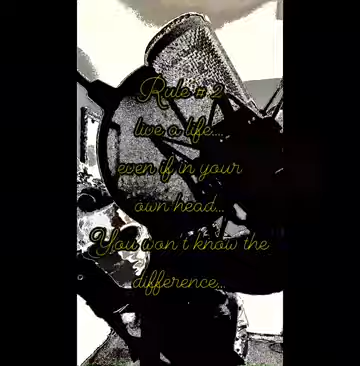 Rule # 2
live a life....
even if in your
own head...
You won't know the
difference...